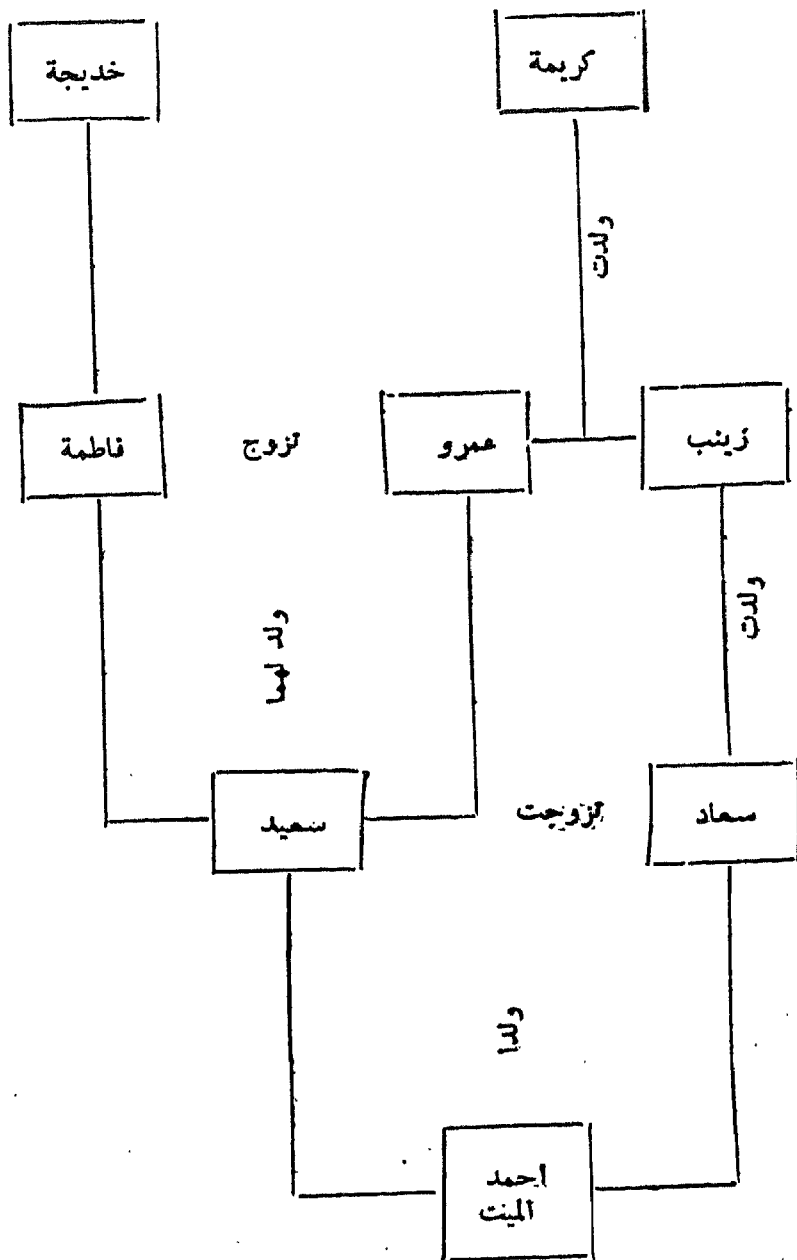 كريمة
خديجة
ولدت
زينب
عمرو
تزوج
فاطمة
ولدت
ولد لهما
سعاد
تزوجت
سعيد
ولدا
احمد
الميت